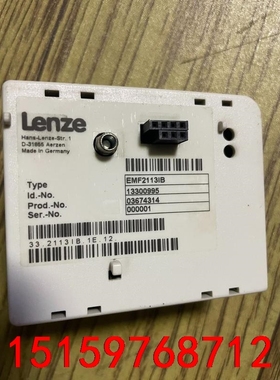 Lenze
Hans-Lenze-Str. 1
D-31855 Aerzen
Made in Germany
Type EMF2113IB
Id.-No. 13300995
Prod.-No. 03674314
Ser.-No. 000001
33.2113IB.1E.12.
15159768712